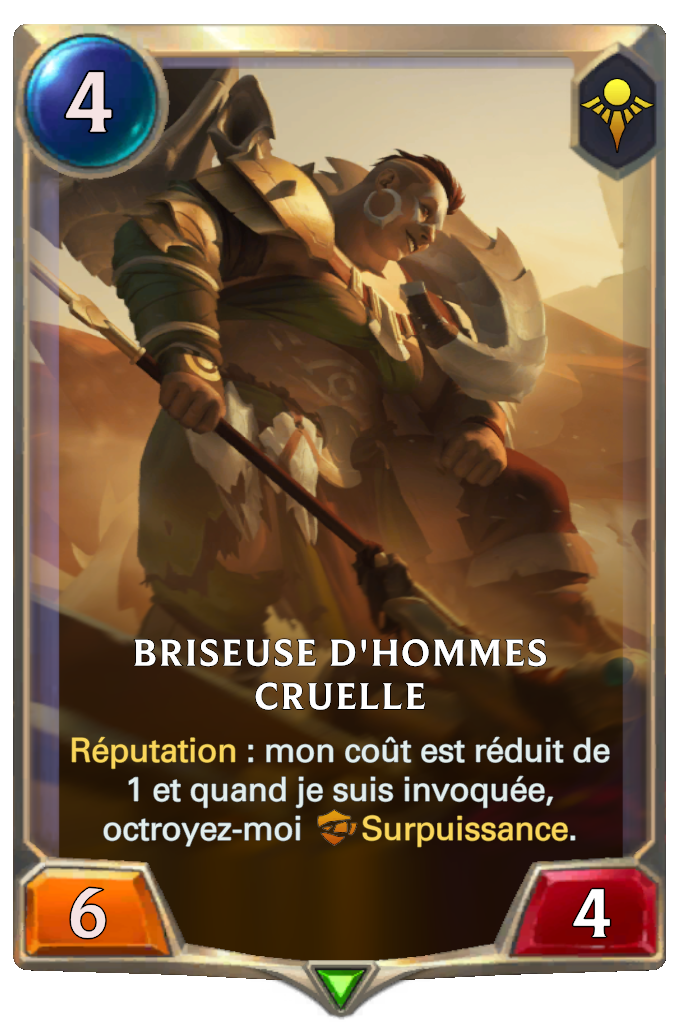 4
BRISEUSE D'HOMMES
CRUELLE
Réputation : mon coût est réduit de
1 et quand je suis invoquée,
octroyez-moi Surpuissance.
6
4